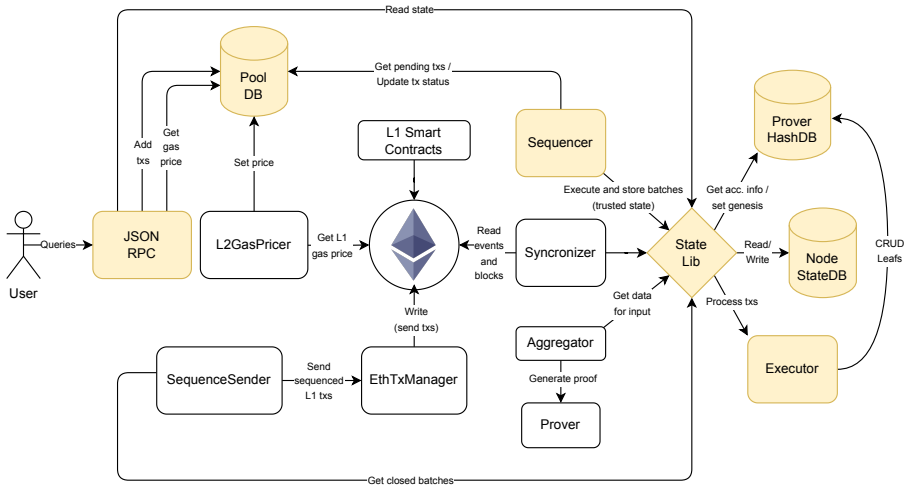 Read state
Pool
DB
Get pending txs /
Update tx status
Prover
HashDB
L1 Smart
Contracts
Sequencer
Add
txs
Get
gas
price
Set price
Execute and store batches
(trusted state)
Get acc. info /
set genesis
User
Queries
JSON
RPC
L2GasPricer
Get L1
gas price
Read
events
and
blocks
Syncronizer
State
Lib
Read/
Write
Node
StateDB
CRUD
Leafs
Write
(send txs)
Get data
for input
Process txs
Aggregator
SequenceSender
Send
sequenced
L1 txs
EthTxManager
Generate proof
Executor
Prover
Get closed batches